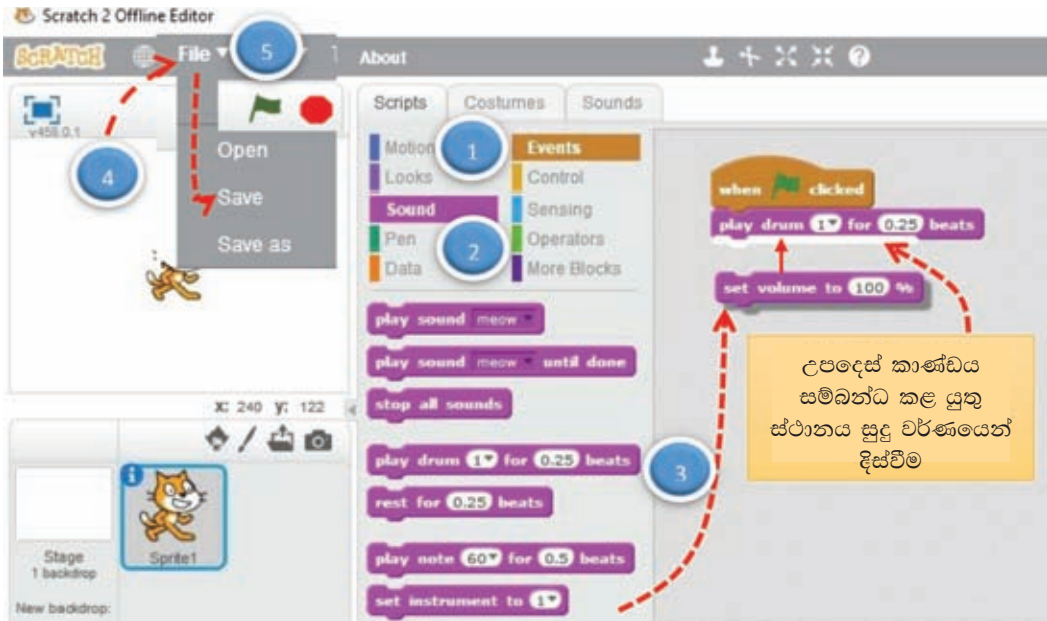 Scratch 2 Offline Editor
SCRATCH File ▼ 5 About
Scripts Costumes Sounds
v458.0.1
4
Open
Save
Save as
Motion 1 Events
Looks Control
Sound Sensing
Pen 2 Operators
Data More Blocks
when clicked
play drum 1 for 0.25 beats
set volume to 100 %
play sound meow
play sound meow until done
stop all sounds
play drum 1 for 0.25 beats
3
rest for 0.25 beats
play note 60 for 0.5 beats
set instrument to 1
උපදෙස් කාණ්ඩය
සම්බන්ධ කළ යුතු
ස්ථානය සුදු වර්ණයෙන්
දිස්වීම
X: 240 y: 122
Stage
1 backdrop
Sprite1
New backdrop: